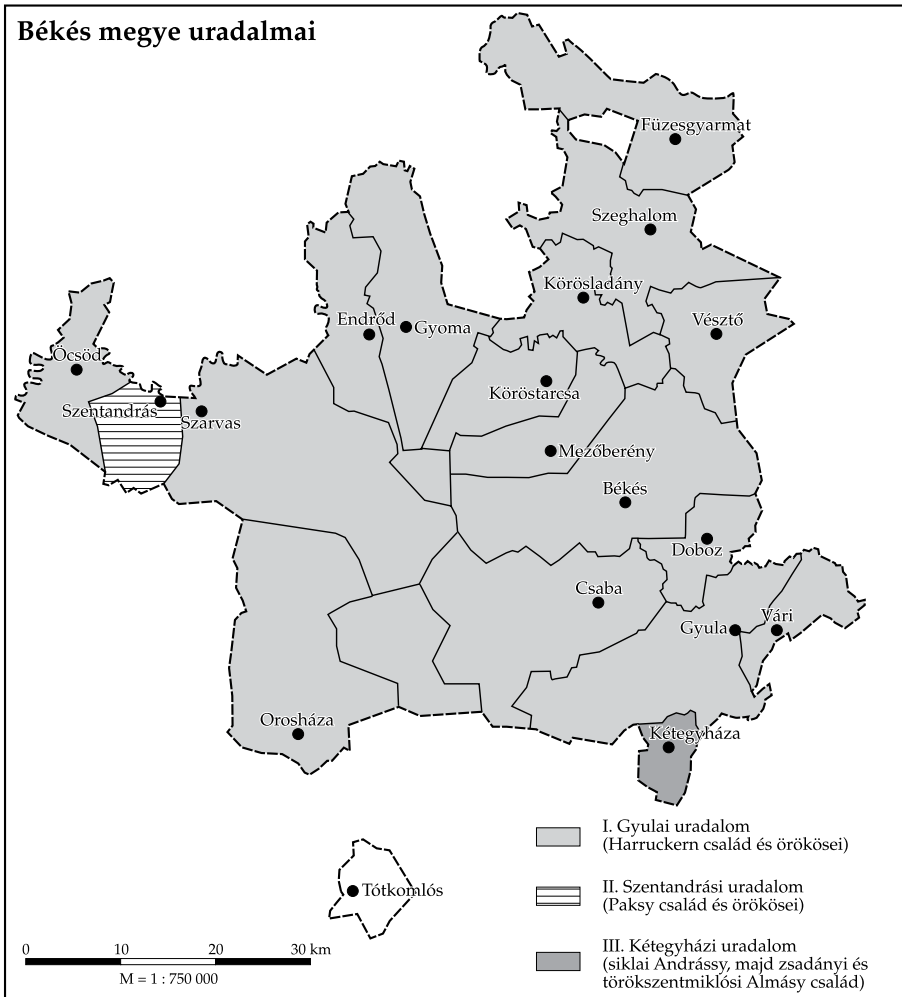 Békés megye uradalmai
Füzesgyarmat
Szeghalom
Körösladány
Vésztő
Endrőd
Gyoma
Öcsöd
Köröstarcsa
Szentandrás
Szarvas
Mezőberény
Békés
Doboz
Csaba
Gyula
Vári
Orosháza
Kétegyháza
I. Gyulai uradalom
(Harruckern család és örökösei)
Tótkomlós
II. Szentandrási uradalom
(Paksy család és örökösei)
III. Kétegyházi uradalom
(siklai Andrássy, majd zsadányi és
törökszentmiklósi Almásy család)
0 10 20 30 km
M = 1 : 750 000